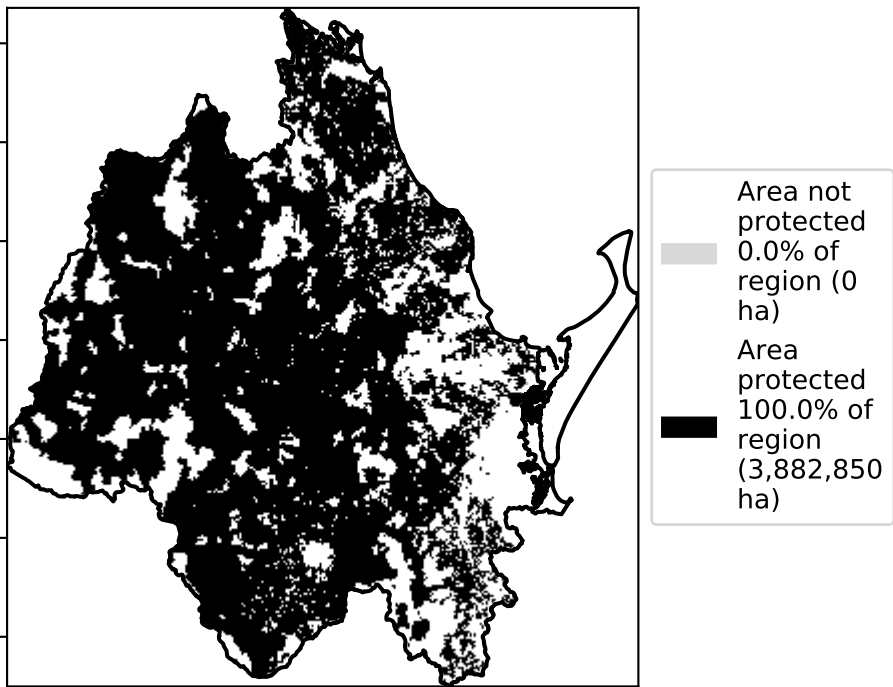 Area not
protected
0.0% of
region (0
ha)
Area
protected
100.0% of
region
(3,882,850
ha)